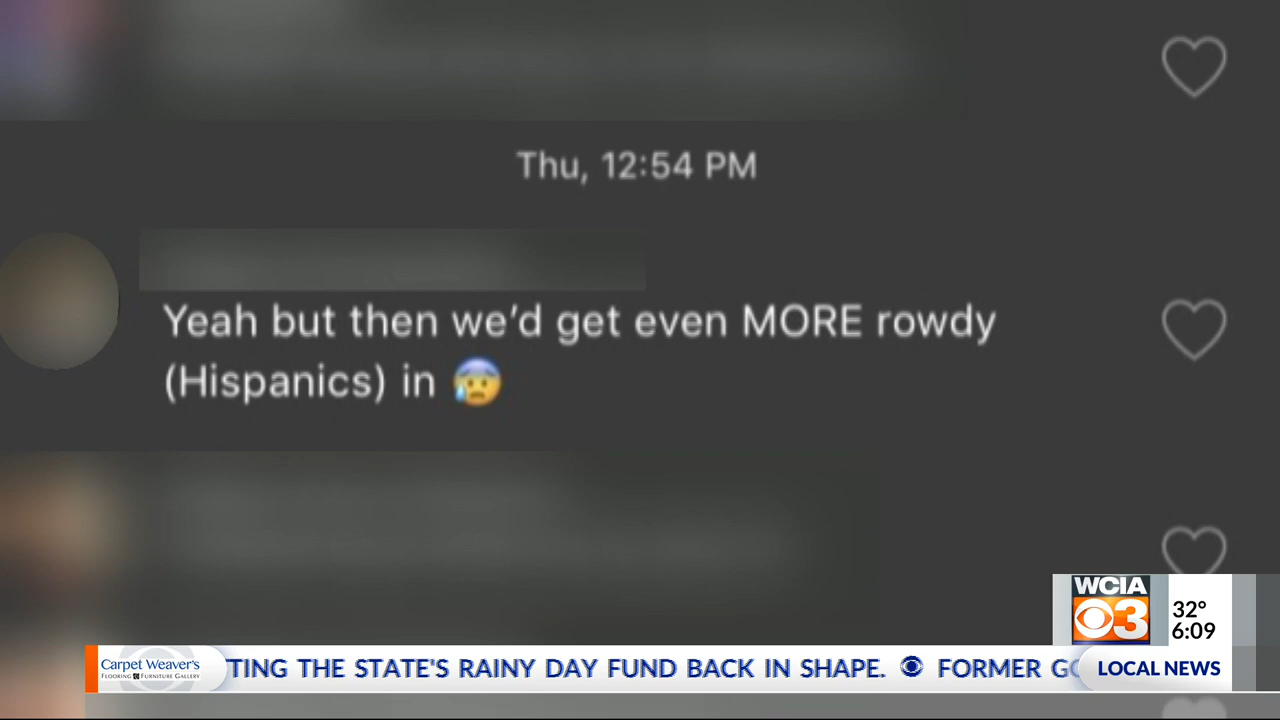 Thu, 12:54 PM
Yeah but then we'd get even MORE rowdy
(Hispanics) in 😰
WCIA
3
32°
6:09
Carpet Weaver's
FLOORING & FURNITURE GALLERY
TING THE STATE'S RAINY DAY FUND BACK IN SHAPE. FORMER
LOCAL NEWS